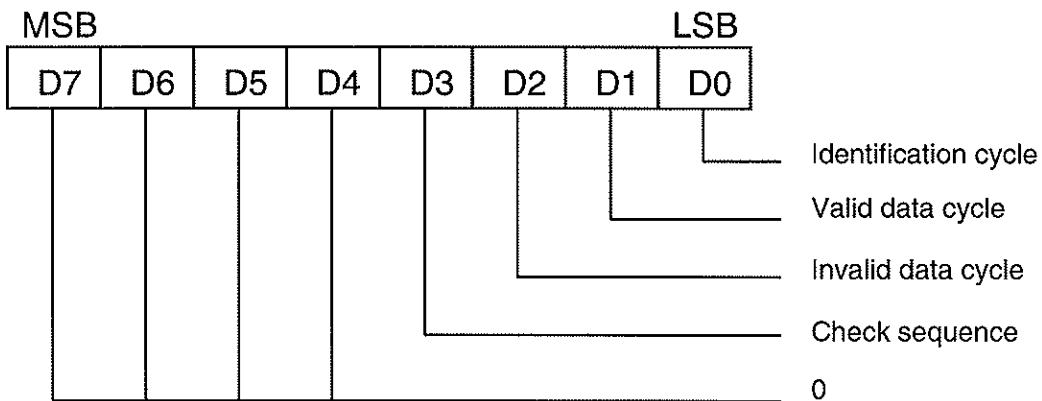 MSB LSB
D7 D6 D5 D4 D3 D2 D1 D0
Identification cycle
Valid data cycle
Invalid data cycle
Check sequence
0